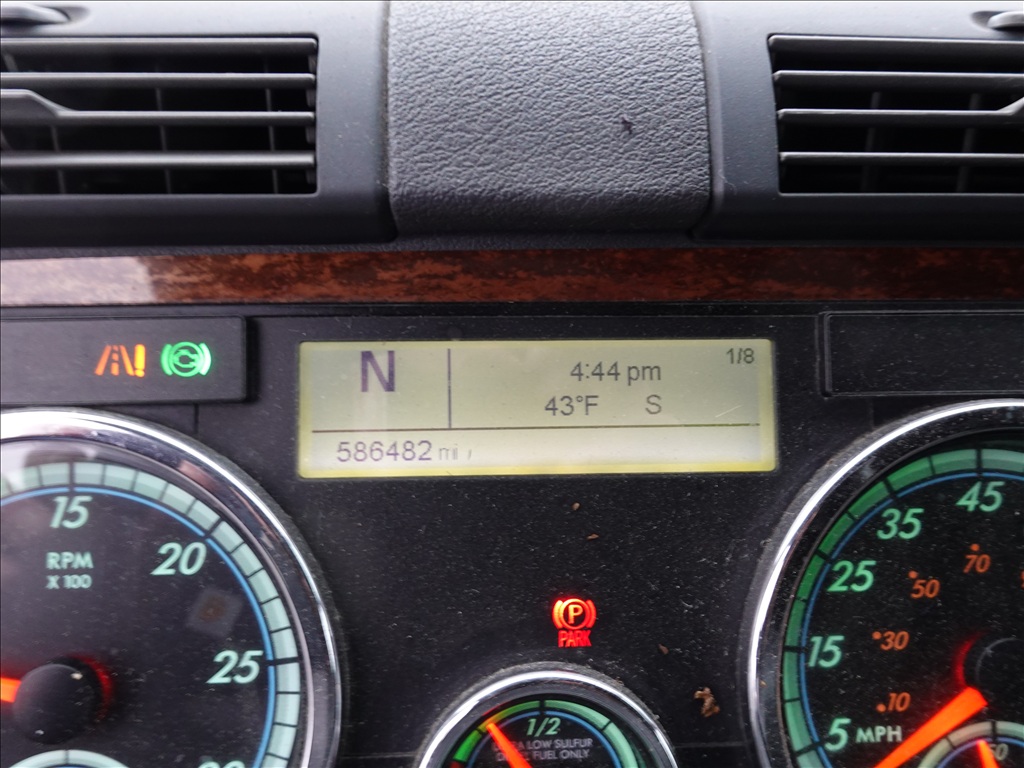 N
4:44 pm
1/8
43°F S
586482 mi
15
20
25
RPM
X 100
P
PARK
1/2
ULTRA LOW SULFUR
FUEL ONLY
5
15
25
35
45
MPH
10
30
50
70